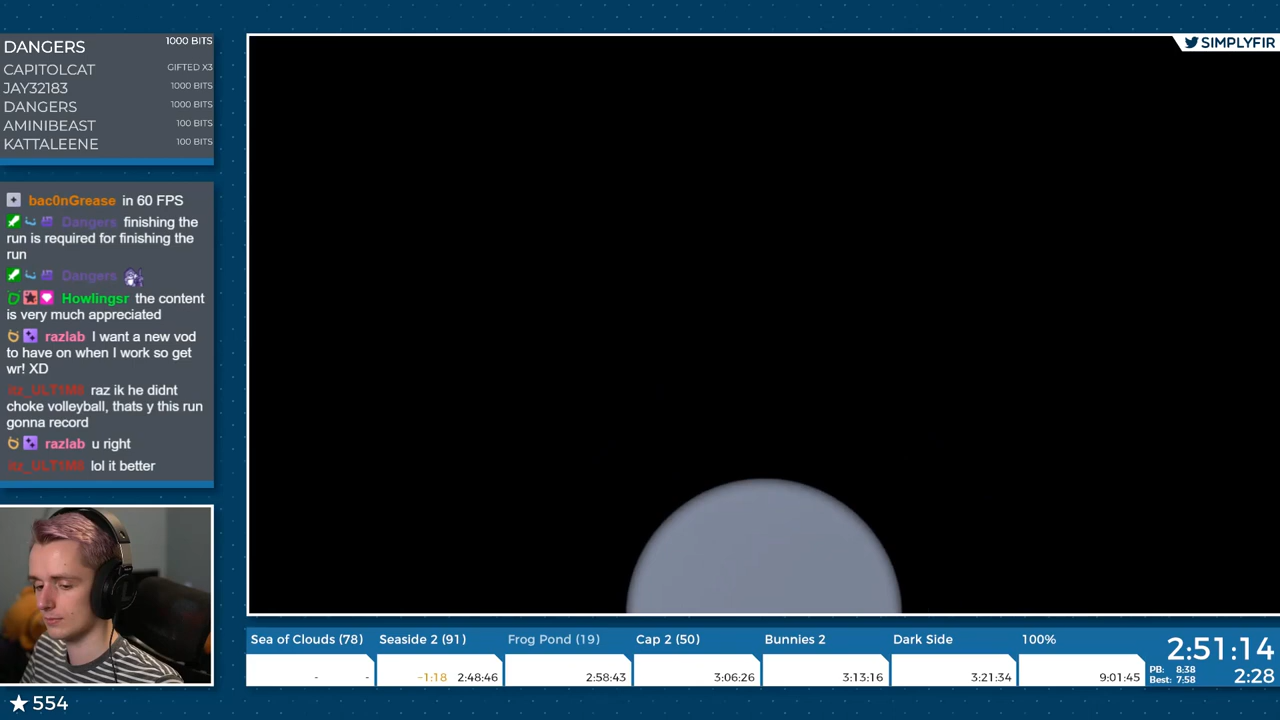 DANGERS 1000 BITS
CAPITOLCAT GIFTED X3
JAY32183 1000 BITS
DANGERS 1000 BITS
AMINIBEAST 100 BITS
KATTALEENE 100 BITS
bac0nGrease in 60 FPS
Dangers finishing the
run is required for finishing the
run
Dangers
Howlingsr the content
is very much appreciated
razlab I want a new vod
to have on when I work so get
wr! XD
itz_ULT1M8 raz ik he didnt
choke volleyball, thats y this run
gonna record
razlab u right
itz_ULT1M8 lol it better
★ 554
SIMPLYFIR
Sea of Clouds (78) Seaside 2 (91) Frog Pond (19) Cap 2 (50) Bunnies 2 Dark Side 100%
- - -1:18 2:48:46 2:58:43 3:06:26 3:13:16 3:21:34 9:01:45
2:51:14
PB: 8:38
Best: 7:58
2:28